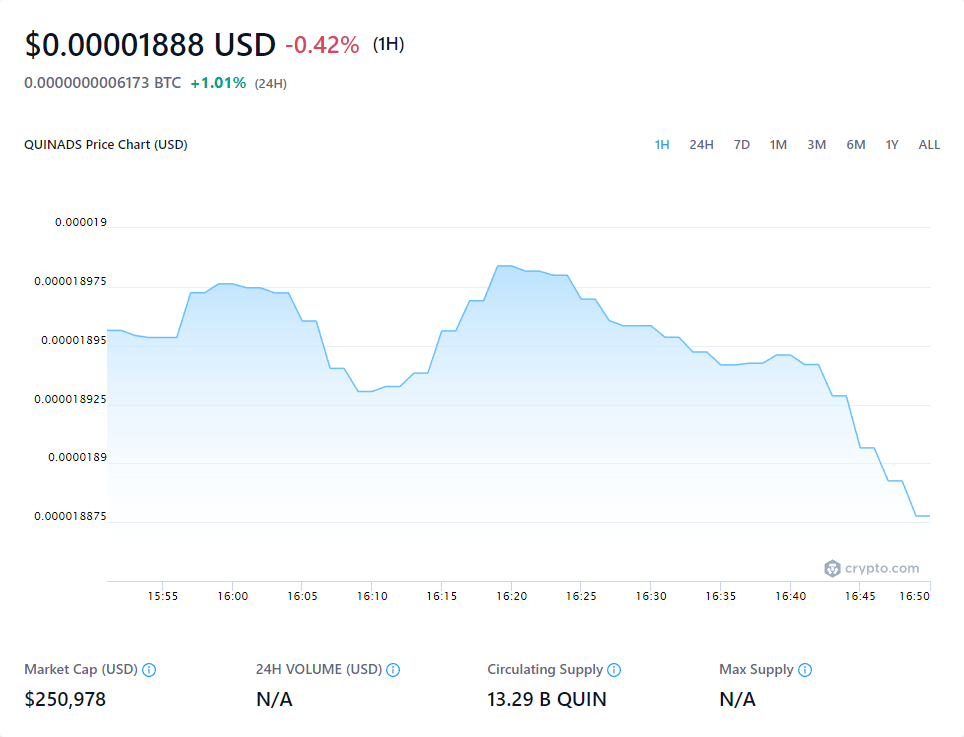 $0.00001888 USD -0.42% (1H)
0.0000000006173 BTC +1.01% (24H)
QUINADS Price Chart (USD) 1H 24H 7D 1M 3M 6M 1Y ALL
0.000019
0.000018975
0.00001895
0.000018925
0.0000189
0.000018875
crypto.com
15:55 16:00 16:05 16:10 16:15 16:20 16:25 16:30 16:35 16:40 16:45 16:50
Market Cap (USD) 24H VOLUME (USD) Circulating Supply Max Supply
$250,978 N/A 13.29 B QUIN N/A